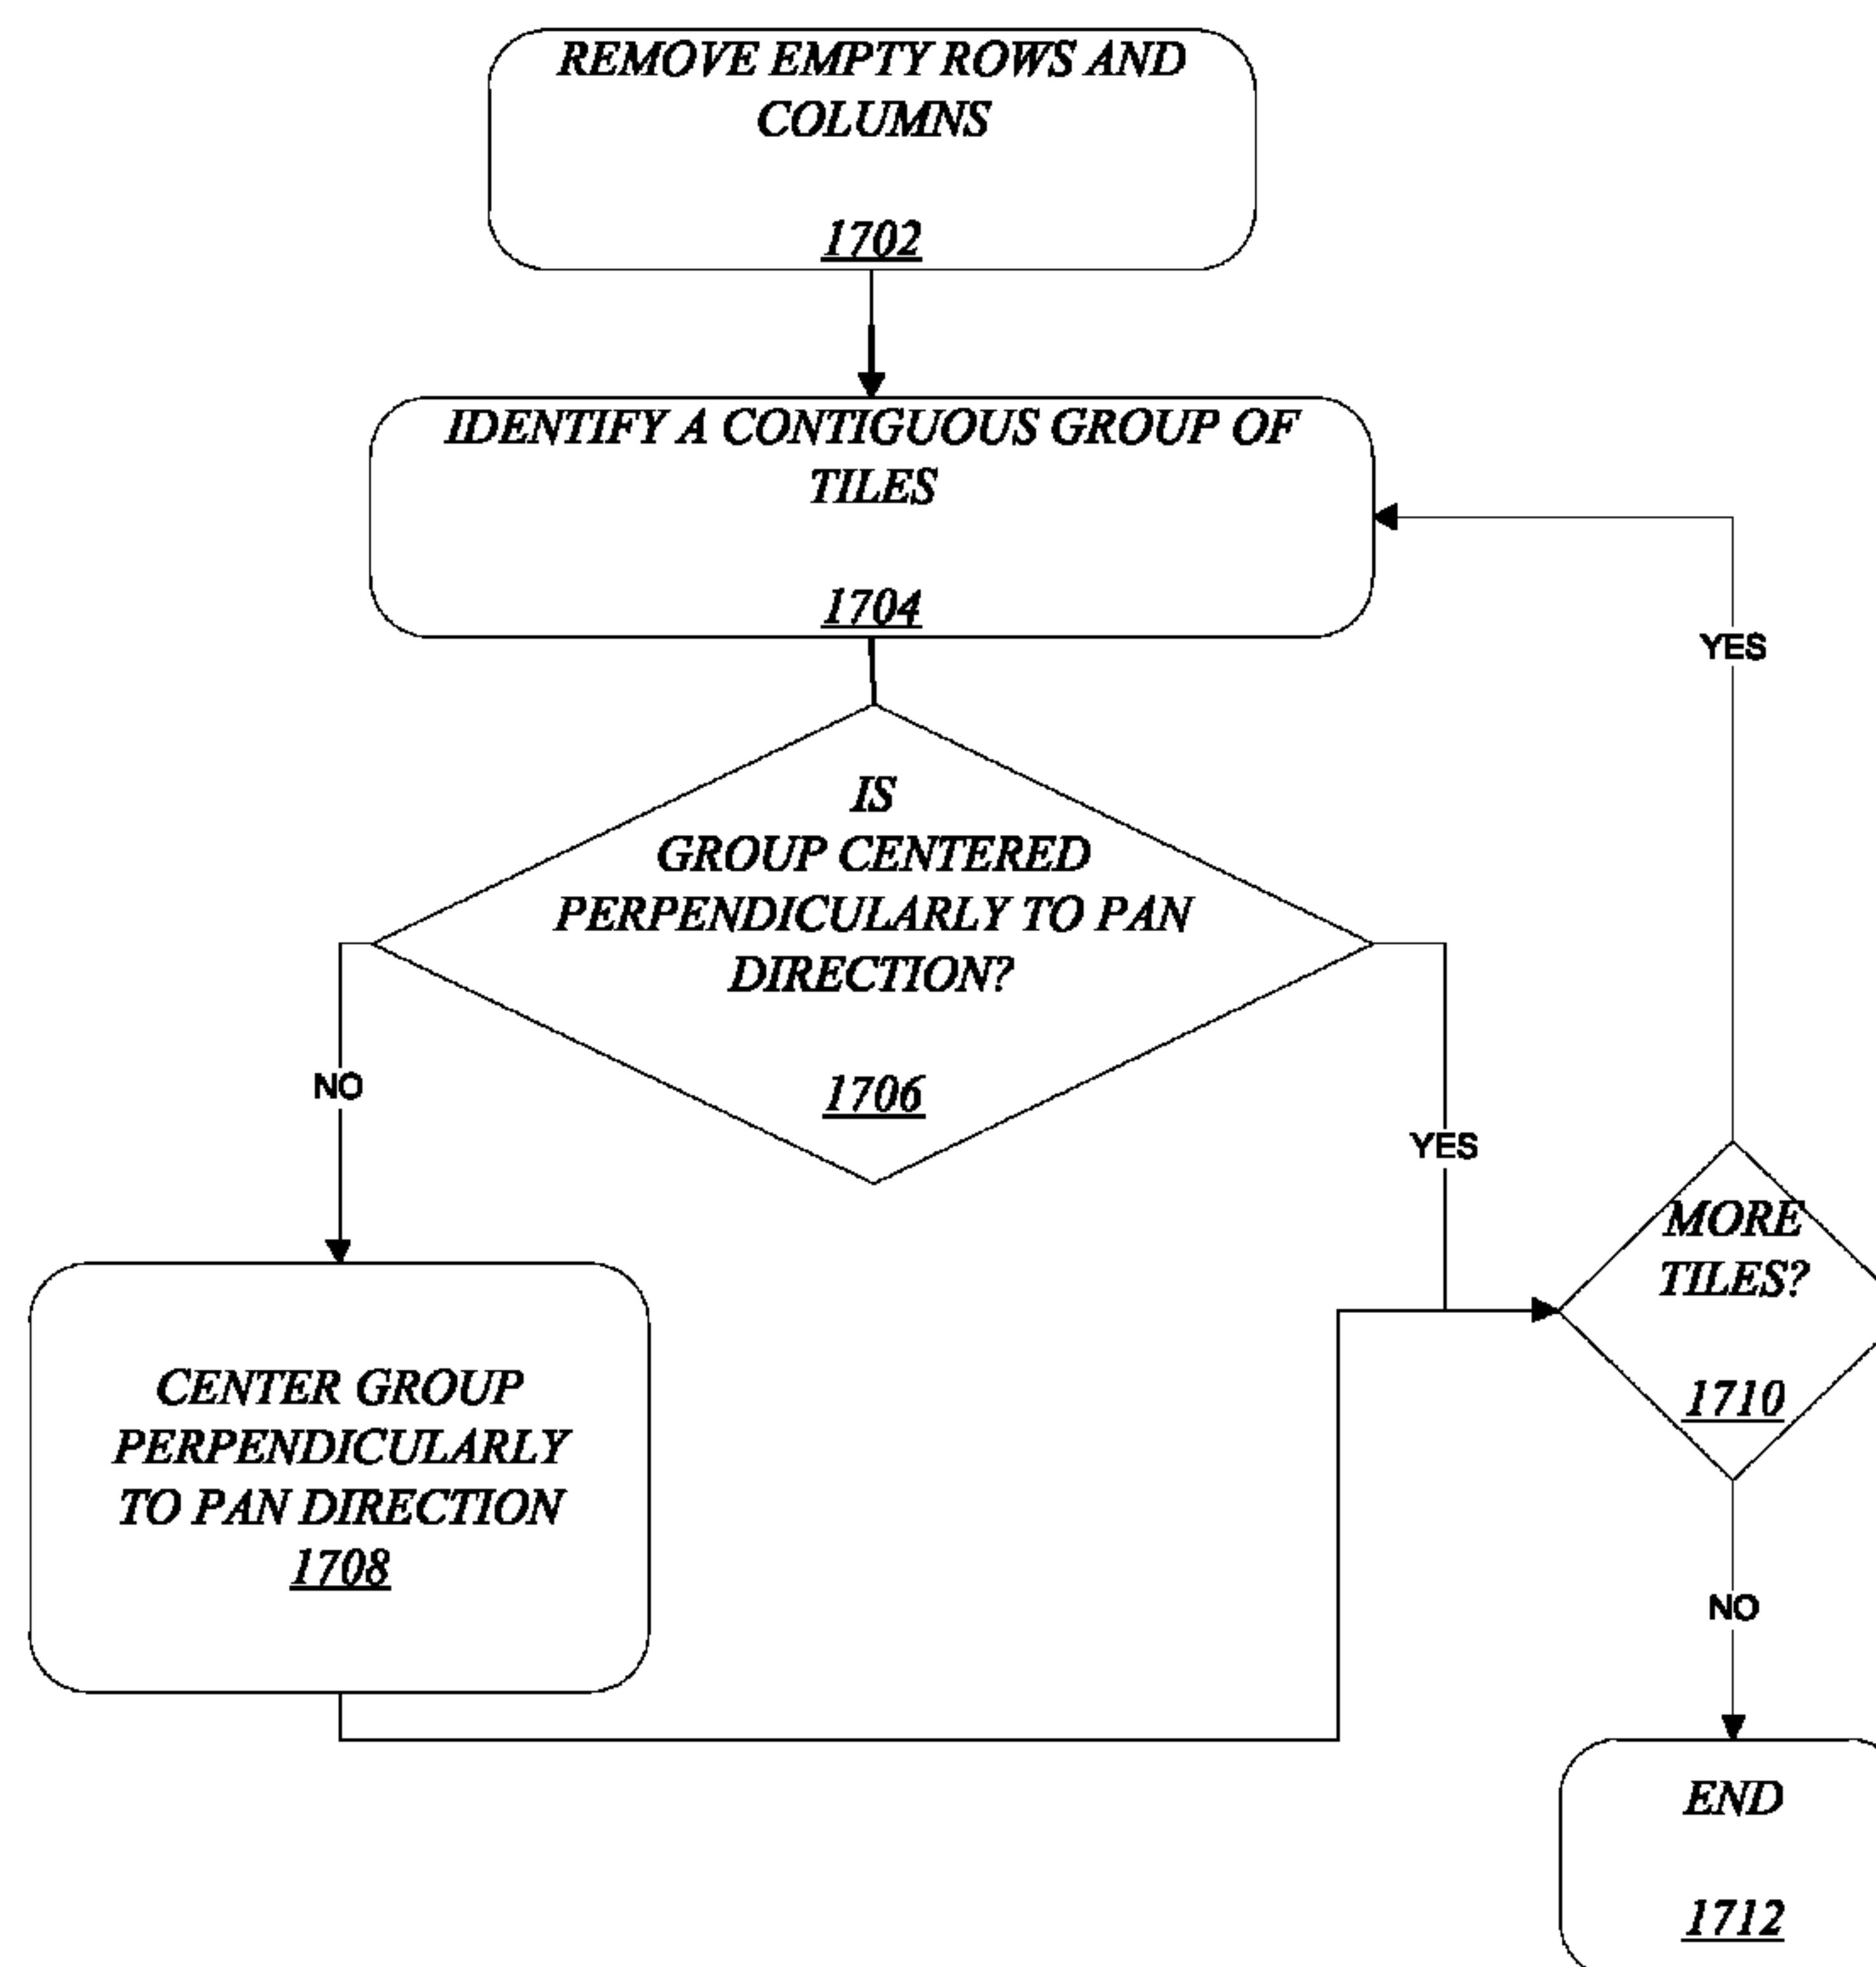 REMOVE EMPTY ROWS AND
COLUMNS
1702
IDENTIFY A CONTIGUOUS GROUP OF
TILES
1704
YES
IS
GROUP CENTERED
PERPENDICULARLY TO PAN
DIRECTION?
1706
NO
YES
MORE
TILES?
1710
CENTER GROUP
PERPENDICULARLY
TO PAN DIRECTION
1708
NO
END
1712